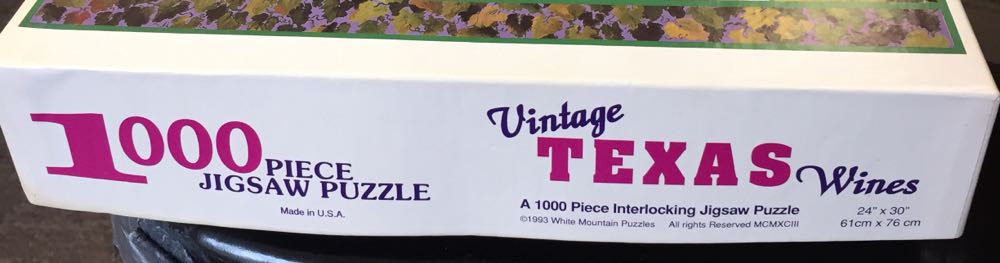 1000 PIECE
JIGSAW PUZZLE
Made in U.S.A.
Vintage
TEXAS Wines
A 1000 Piece Interlocking Jigsaw Puzzle
©1993 White Mountain Puzzles All rights Reserved MCMXCIII
24" x 30"
61cm x 76 cm